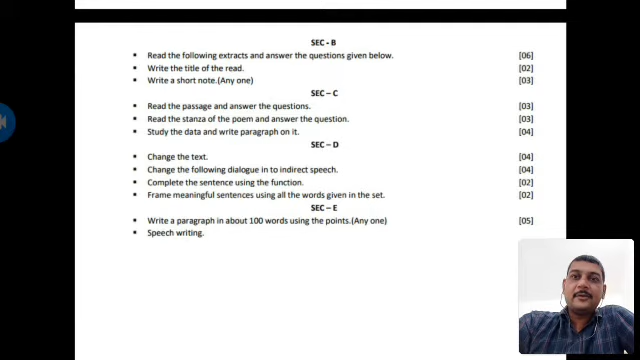 SEC - B
▪ Read the following extracts and answer the questions given below. [06]
▪ Write the title of the read. [02]
▪ Write a short note.(Any one) [03]
SEC – C
▪ Read the passage and answer the questions. [03]
▪ Read the stanza of the poem and answer the question. [03]
▪ Study the data and write paragraph on it. [04]
SEC – D
▪ Change the text. [04]
▪ Change the following dialogue in to indirect speech. [04]
▪ Complete the sentence using the function. [02]
▪ Frame meaningful sentences using all the words given in the set. [02]
SEC – E
▪ Write a paragraph in about 100 words using the points.(Any one) [05]
▪ Speech writing.